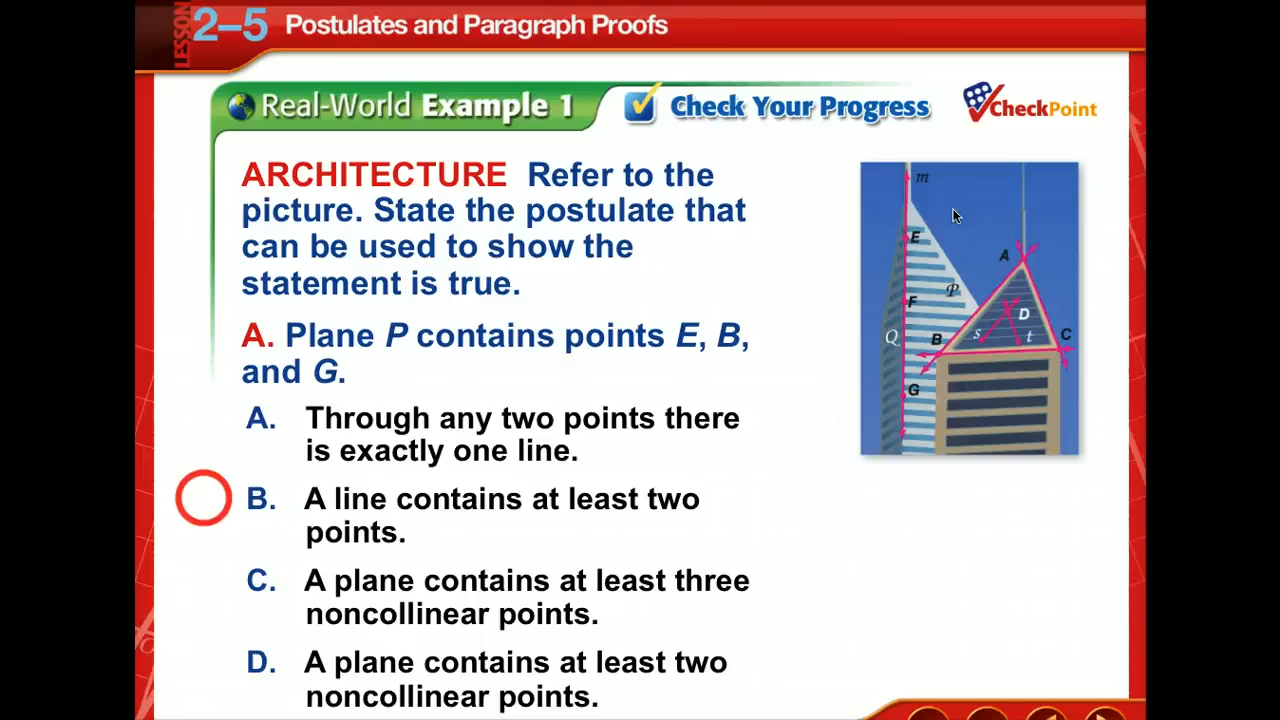 LESSON 2–5 Postulates and Paragraph Proofs
Real-World Example 1
Check Your Progress
CheckPoint
ARCHITECTURE Refer to the
picture. State the postulate that
can be used to show the
statement is true.
A. Plane P contains points E, B,
and G.
A. Through any two points there
is exactly one line.
B. A line contains at least two
points.
C. A plane contains at least three
noncollinear points.
D. A plane contains at least two
noncollinear points.
m
E
A
P
F
D
Q
B
s
t
C
G